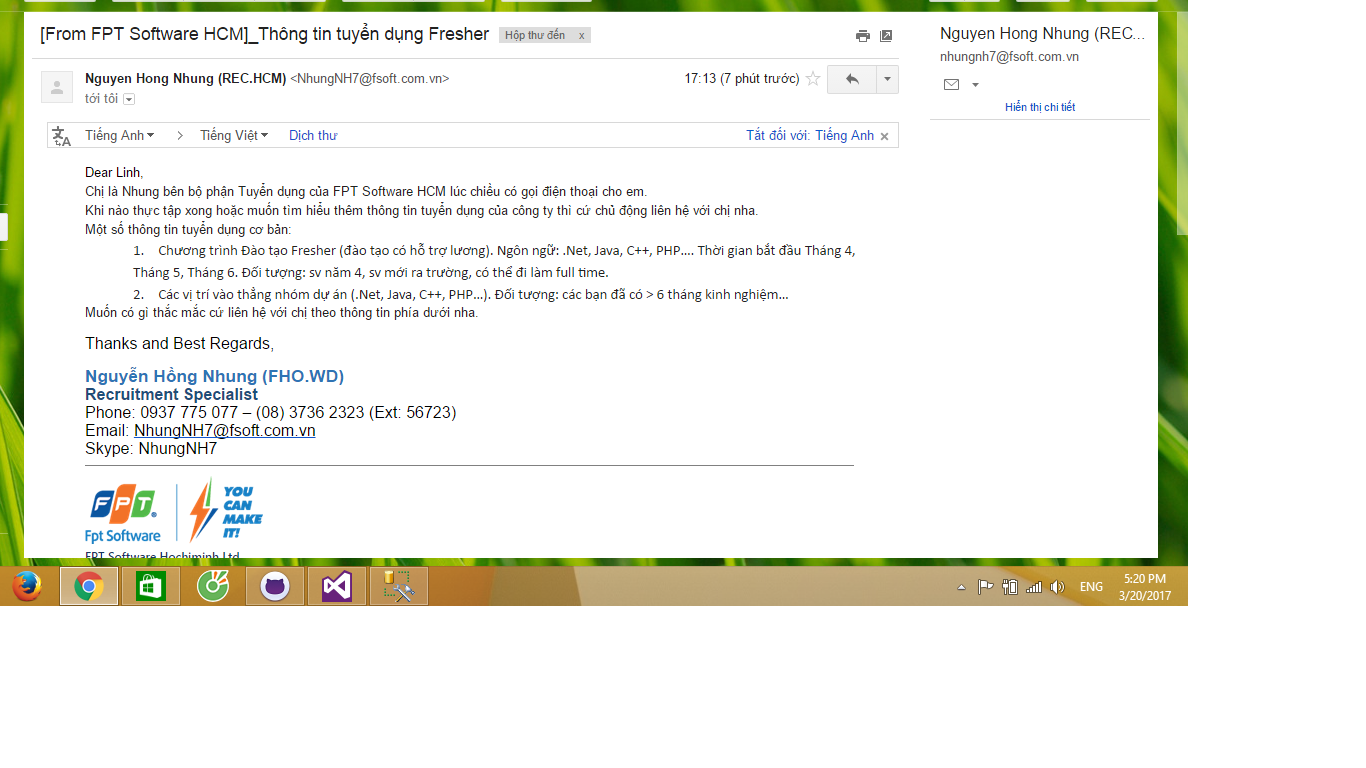 [From FPT Software HCM]_Thông tin tuyển dụng Fresher Hộp thư đến x
Nguyen Hong Nhung (REC.HCM) <NhungNH7@fsoft.com.vn> 17:13 (7 phút trước)
tới tôi
Tiếng Anh > Tiếng Việt Dịch thư Tắt đối với: Tiếng Anh ×
Dear Linh,
Chị là Nhung bên bộ phận Tuyển dụng của FPT Software HCM lúc chiều có gọi điện thoại cho em.
Khi nào thực tập xong hoặc muốn tìm hiểu thêm thông tin tuyển dụng của công ty thì cứ chủ động liên hệ với chị nha.
Một số thông tin tuyển dụng cơ bản:
1. Chương trình Đào tạo Fresher (đào tạo có hỗ trợ lương). Ngôn ngữ: .Net, Java, C++, PHP.... Thời gian bắt đầu Tháng 4,
Tháng 5, Tháng 6. Đối tượng: sv năm 4, sv mới ra trường, có thể đi làm full time.
2. Các vị trí vào thẳng nhóm dự án (.Net, Java, C++, PHP...). Đối tượng: các bạn đã có > 6 tháng kinh nghiệm...
Muốn có gì thắc mắc cứ liên hệ với chị theo thông tin phía dưới nha.
Thanks and Best Regards,
Nguyễn Hồng Nhung (FHO.WD)
Recruitment Specialist
Phone: 0937 775 077 – (08) 3736 2323 (Ext: 56723)
Email: NhungNH7@fsoft.com.vn
Skype: NhungNH7
FPT.
Fpt Software
YOU
CAN
MAKE
IT!
FPT Software Hochiminh Ltd
Nguyen Hong Nhung (REC...
nhungnh7@fsoft.com.vn
Hiển thị chi tiết
ENG
5:20 PM
3/20/2017